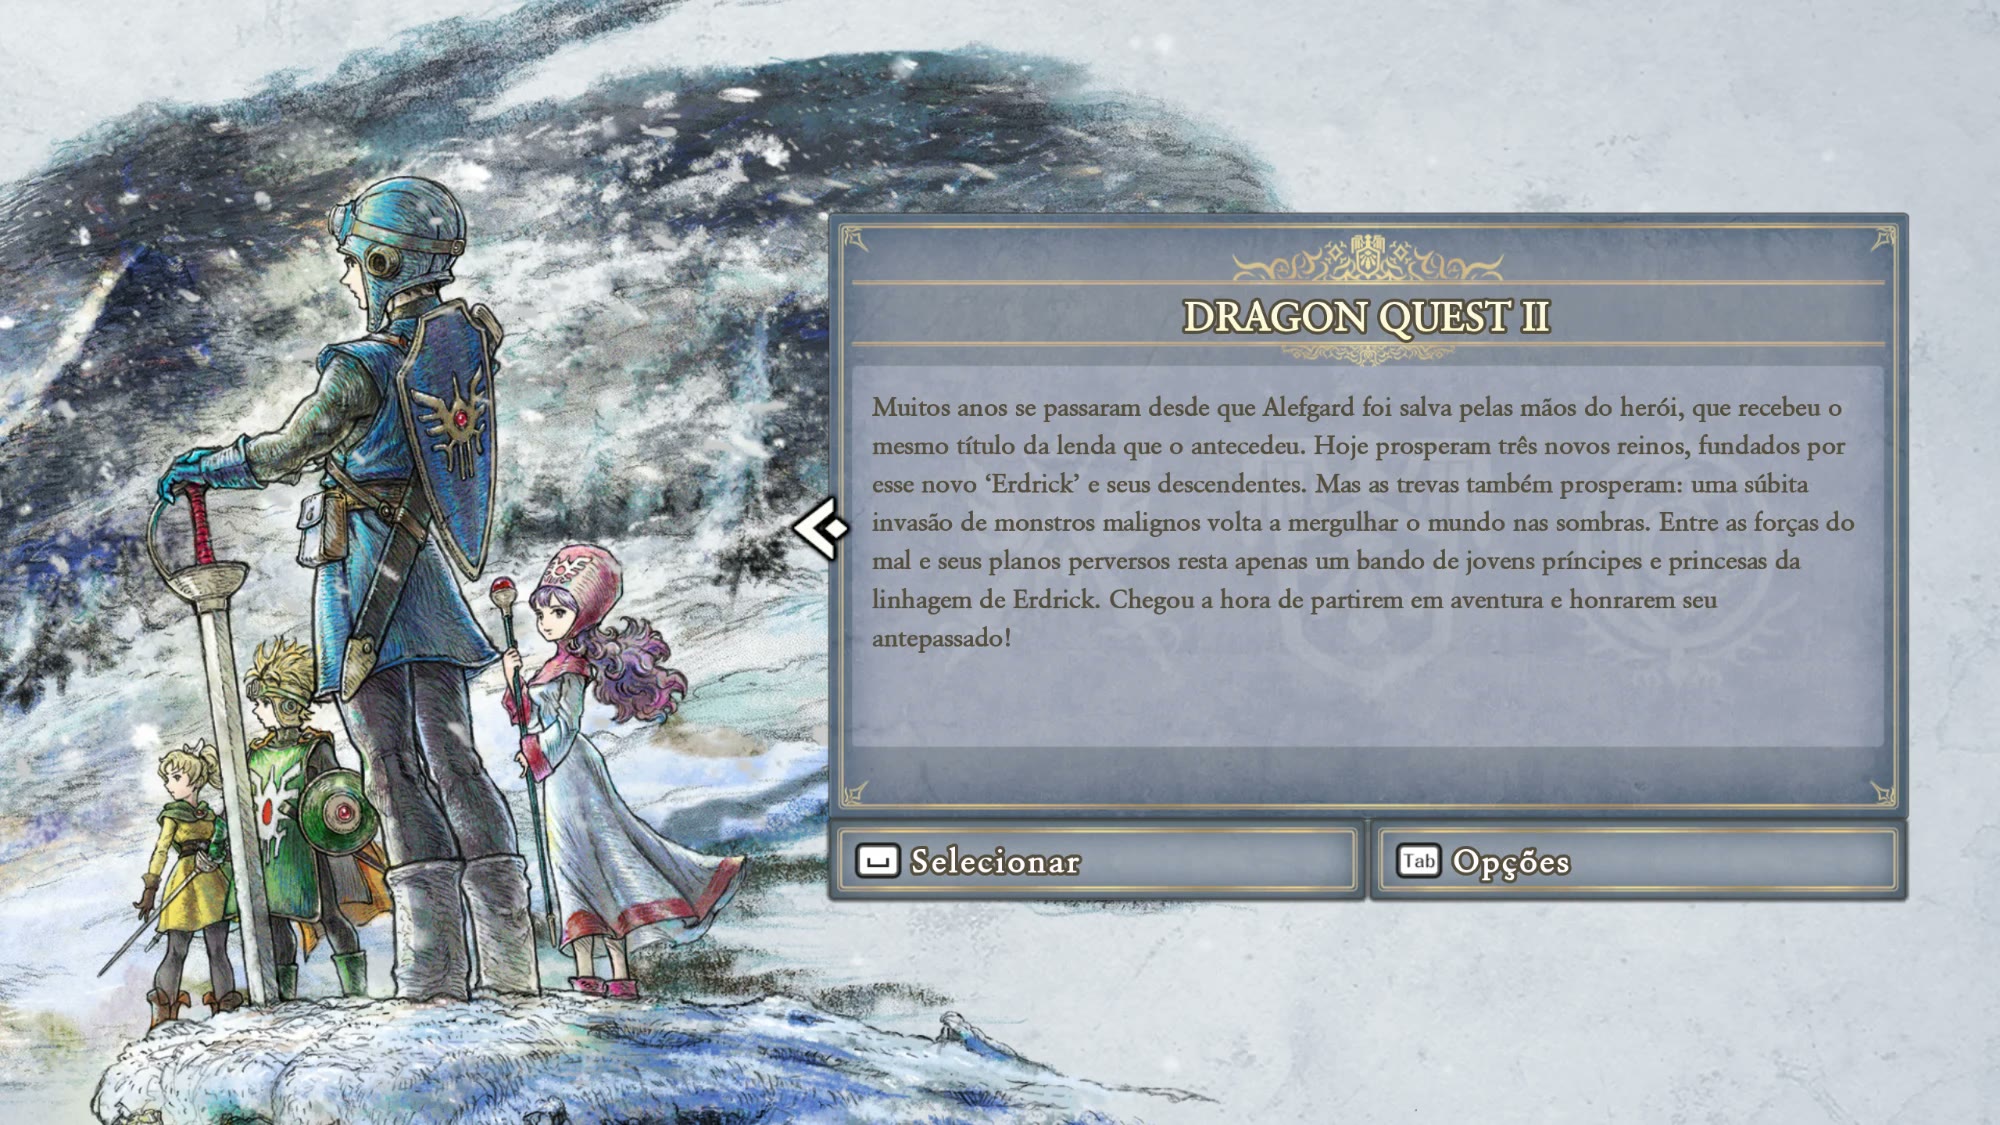 DRAGON QUEST II
Muitos anos se passaram desde que Alefgard foi salva pelas mãos do herói, que recebeu o
mesmo título da lenda que o antecedeu. Hoje prosperam três novos reinos, fundados por
esse novo ‘Erdrick’ e seus descendentes. Mas as trevas também prosperam: uma súbita
invasão de monstros malignos volta a mergulhar o mundo nas sombras. Entre as forças do
mal e seus planos perversos resta apenas um bando de jovens príncipes e princesas da
linhagem de Erdrick. Chegou a hora de partirem em aventura e honrarem seu
antepassado!
Selecionar
Tab Opções